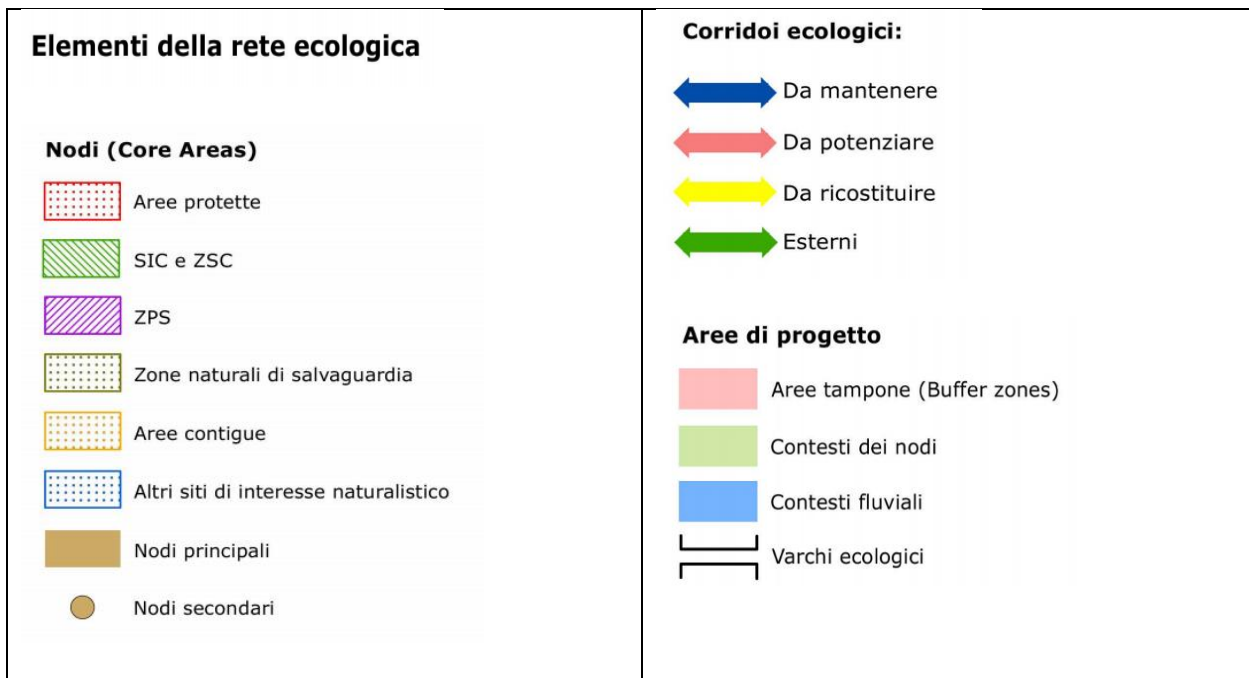 Elementi della rete ecologica
Nodi (Core Areas)
Aree protette
SIC e ZSC
ZPS
Zone naturali di salvaguardia
Aree contigue
Altri siti di interesse naturalistico
Nodi principali
Nodi secondari
Corridoi ecologici:
Da mantenere
Da potenziare
Da ricostituire
Esterni
Aree di progetto
Aree tampone (Buffer zones)
Contesti dei nodi
Contesti fluviali
Varchi ecologici